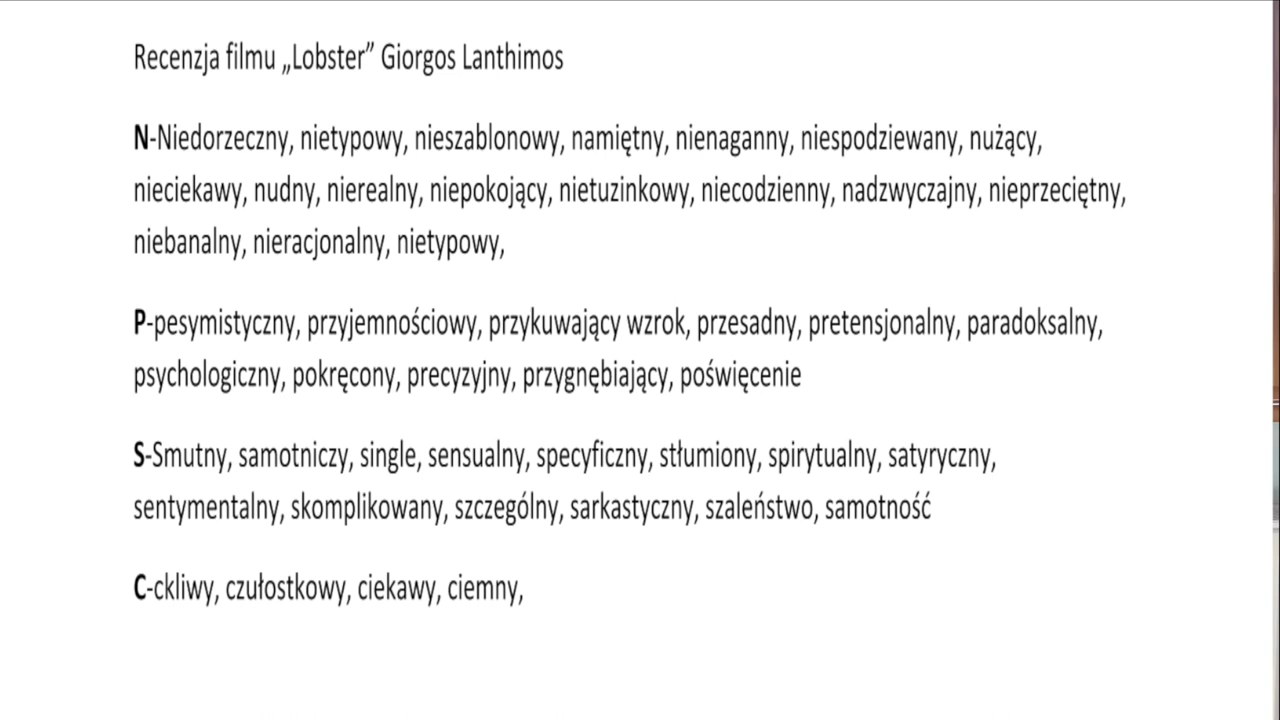 Recenzja filmu „Lobster” Giorgos Lanthimos
N-Niedorzeczny, nietypowy, nieszablonowy, namiętny, nienaganny, niespodziewany, nużący,
nieciekawy, nudny, nierealny, niepokojący, nietuzinkowy, niecodzienny, nadzwyczajny, nieprzeciętny,
niebanalny, nieracjonalny, nietypowy,
P-pesymistyczny, przyjemnościowy, przykuwający wzrok, przesadny, pretensjonalny, paradoksalny,
psychologiczny, pokręcony, precyzyjny, przygnębiający, poświęcenie
S-Smutny, samotniczy, single, sensualny, specyficzny, stłumiony, spirytualny, satyryczny,
sentymentalny, skomplikowany, szczególny, sarkastyczny, szaleństwo, samotność
C-ckliwy, czułostkowy, ciekawy, ciemny,